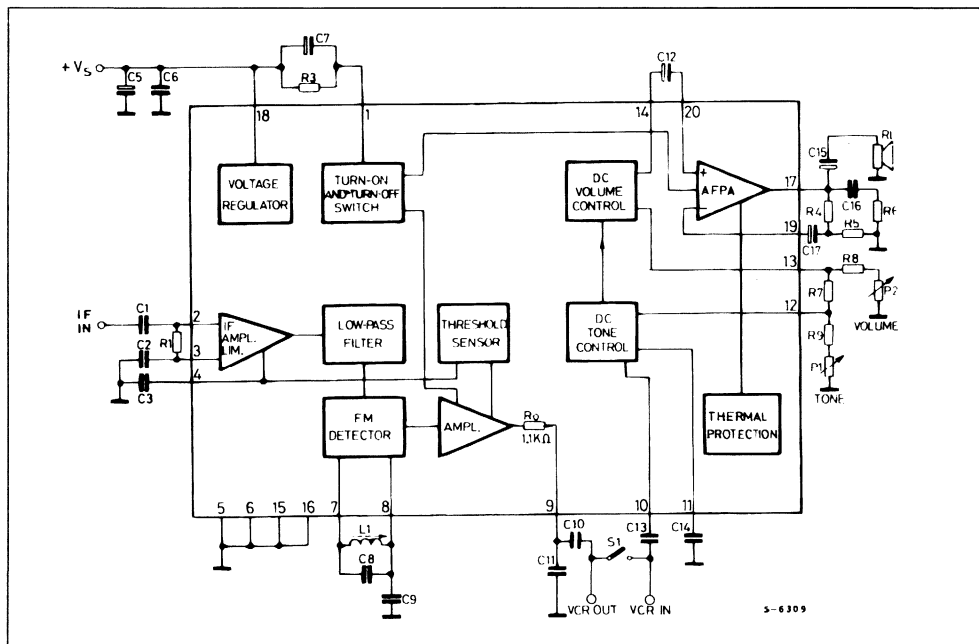 C7
+Vs
C5
C6
R3
C12
18
1
14
20
VOLTAGE
REGULATOR
TURN-ON
AND-TURN-OFF
SWITCH
DC
VOLUME
CONTROL
+
AFPA
-
17
C15
R1
C16
R4
R6
19
R5
C17
13
R8
R7
P2
VOLUME
12
R9
P1
TONE
IF
IN
C1
2
R1
C2
3
4
C3
IF
AMPL.
LIM.
LOW-PASS
FILTER
THRESHOLD
SENSOR
DC
TONE
CONTROL
FM
DETECTOR
AMPL.
Ro
1.1KΩ
THERMAL
PROTECTION
5
6
15
16
7
8
9
10
11
L1
C8
C9
C10
C11
S1
C13
C14
VCR OUT
VCR IN
S-6309